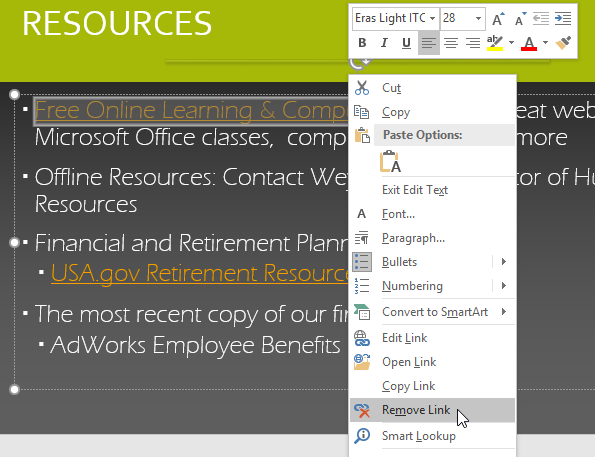 RESOURCES
Eras Light ITC 28
B I U aby A
Free Online Learning & Comp eat web
Microsoft Office classes, comp more
Offline Resources: Contact Wey tor of Hu
Resources
Financial and Retirement Plann
USA.gov Retirement Resource
The most recent copy of our fi
AdWorks Employee Benefits
Cut
Copy
Paste Options:
Exit Edit Text
Font...
Paragraph...
Bullets
Numbering
Convert to SmartArt
Edit Link
Open Link
Copy Link
Remove Link
Smart Lookup